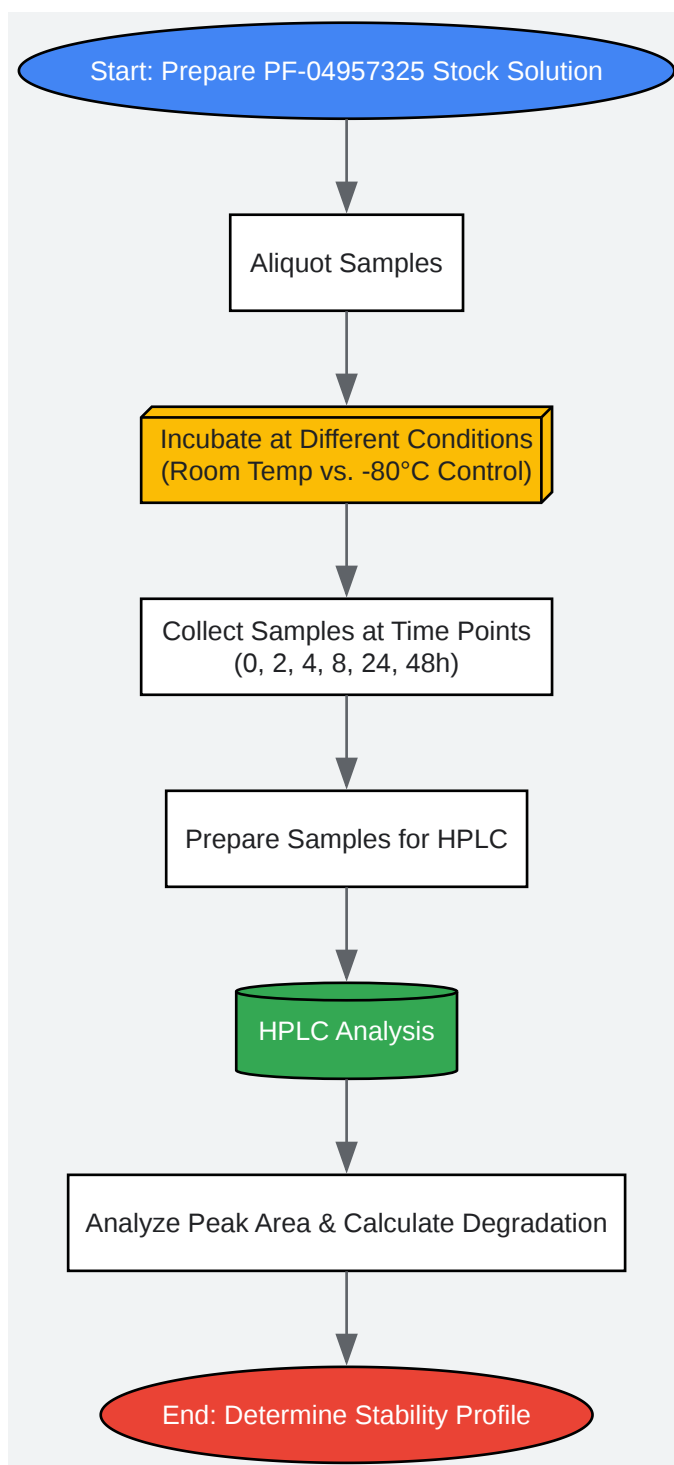 Start: Prepare PF-04957325 Stock Solution
Aliquot Samples
Incubate at Different Conditions
(Room Temp vs. -80°C Control)
Collect Samples at Time Points
(0, 2, 4, 8, 24, 48h)
Prepare Samples for HPLC
HPLC Analysis
Analyze Peak Area & Calculate Degradation
End: Determine Stability Profile